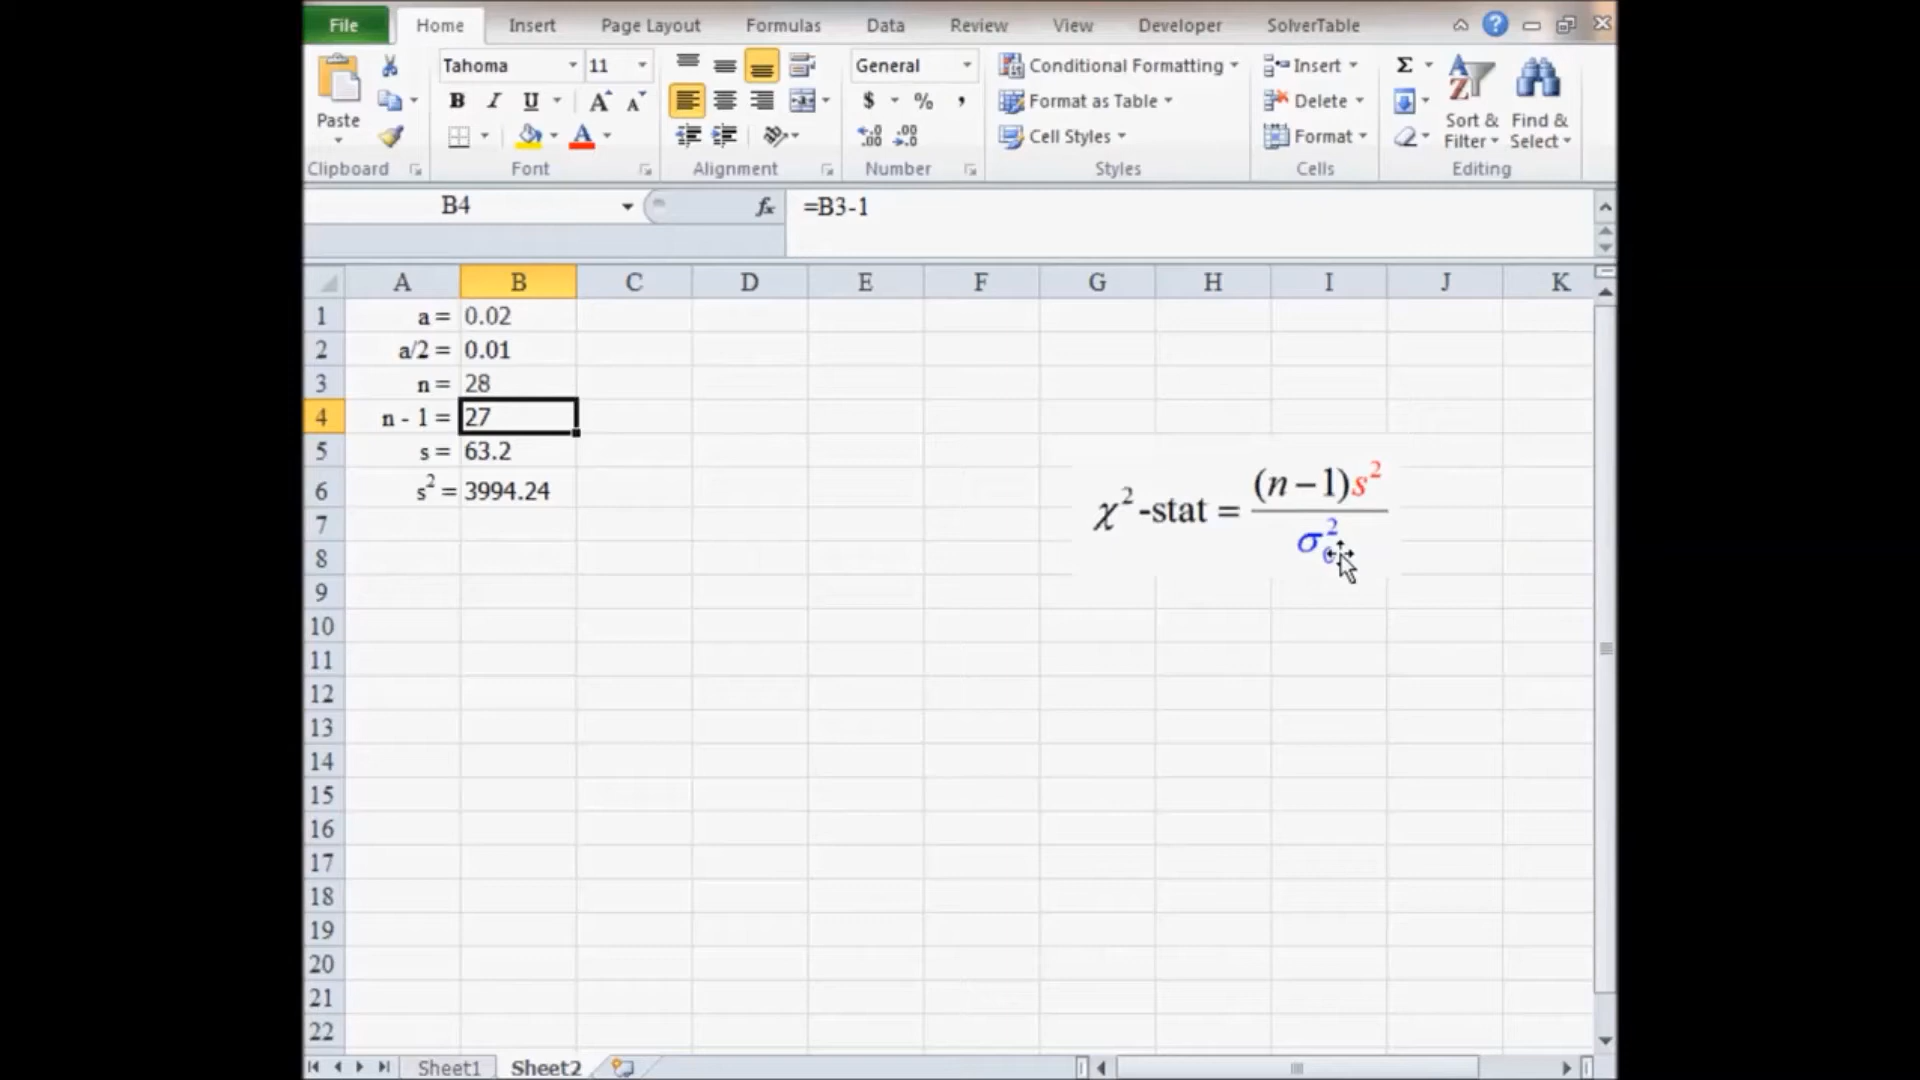 File Home Insert Page Layout Formulas Data Review View Developer SolverTable
Tahoma 11 General Conditional Formatting Insert Σ
B I U A A $ % , Format as Table Delete
Paste Cell Styles Format Sort & Filter Find & Select
Clipboard Font Alignment Number Styles Cells Editing
B4 fx =B3-1
A B C D E F G H I J K
1 a = 0.02
2 a/2 = 0.01
3 n = 28
4 n - 1 = 27
5 s = 63.2
6 s² = 3994.24
χ²-stat = (n−1)s² / σ²
7
8
9
10
11
12
13
14
15
16
17
18
19
20
21
22
Sheet1 Sheet2